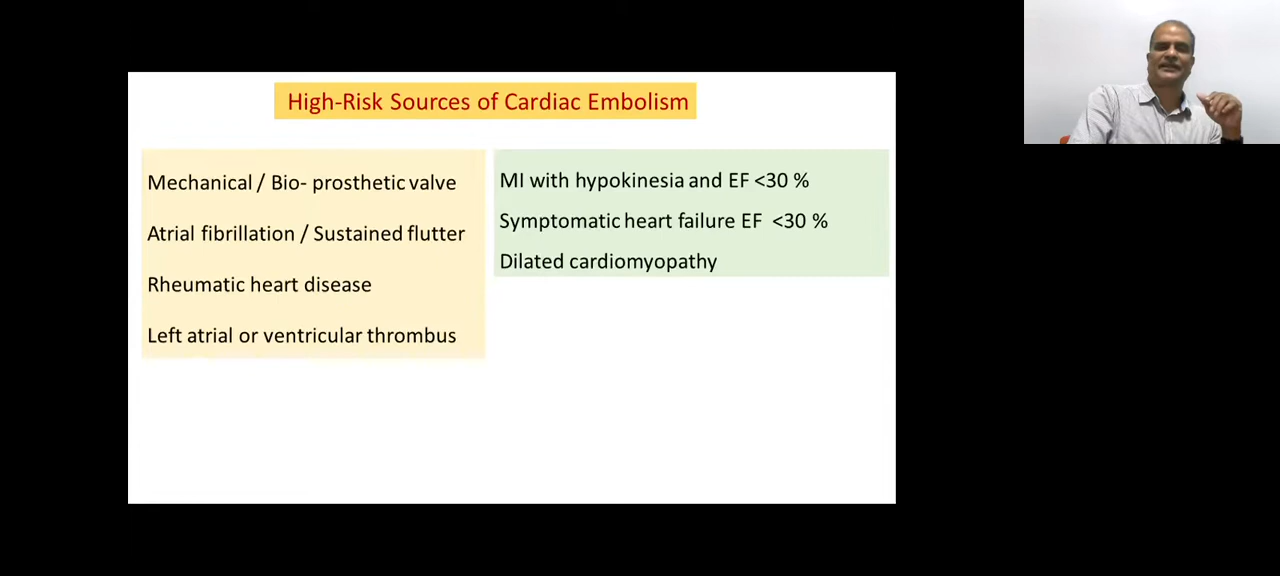 High-Risk Sources of Cardiac Embolism
Mechanical / Bio- prosthetic valve
Atrial fibrillation / Sustained flutter
Rheumatic heart disease
Left atrial or ventricular thrombus
MI with hypokinesia and EF <30 %
Symptomatic heart failure EF <30 %
Dilated cardiomyopathy